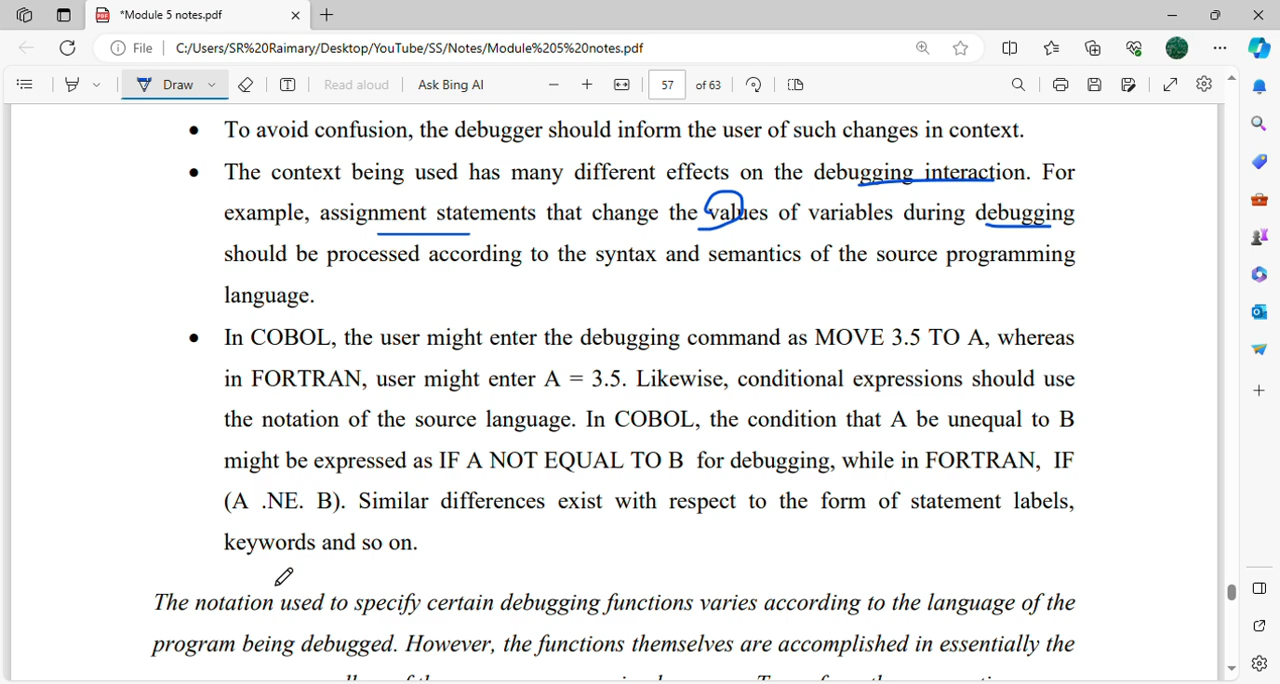 *Module 5 notes.pdf
File C:/Users/SR%20Raimary/Desktop/YouTube/SS/Notes/Module%205%20notes.pdf
Draw Read aloud Ask Bing AI 57 of 63
• To avoid confusion, the debugger should inform the user of such changes in context.
• The context being used has many different effects on the debugging interaction. For
example, assignment statements that change the values of variables during debugging
should be processed according to the syntax and semantics of the source programming
language.
• In COBOL, the user might enter the debugging command as MOVE 3.5 TO A, whereas
in FORTRAN, user might enter A = 3.5. Likewise, conditional expressions should use
the notation of the source language. In COBOL, the condition that A be unequal to B
might be expressed as IF A NOT EQUAL TO B for debugging, while in FORTRAN, IF
(A .NE. B). Similar differences exist with respect to the form of statement labels,
keywords and so on.
The notation used to specify certain debugging functions varies according to the language of the
program being debugged. However, the functions themselves are accomplished in essentially the